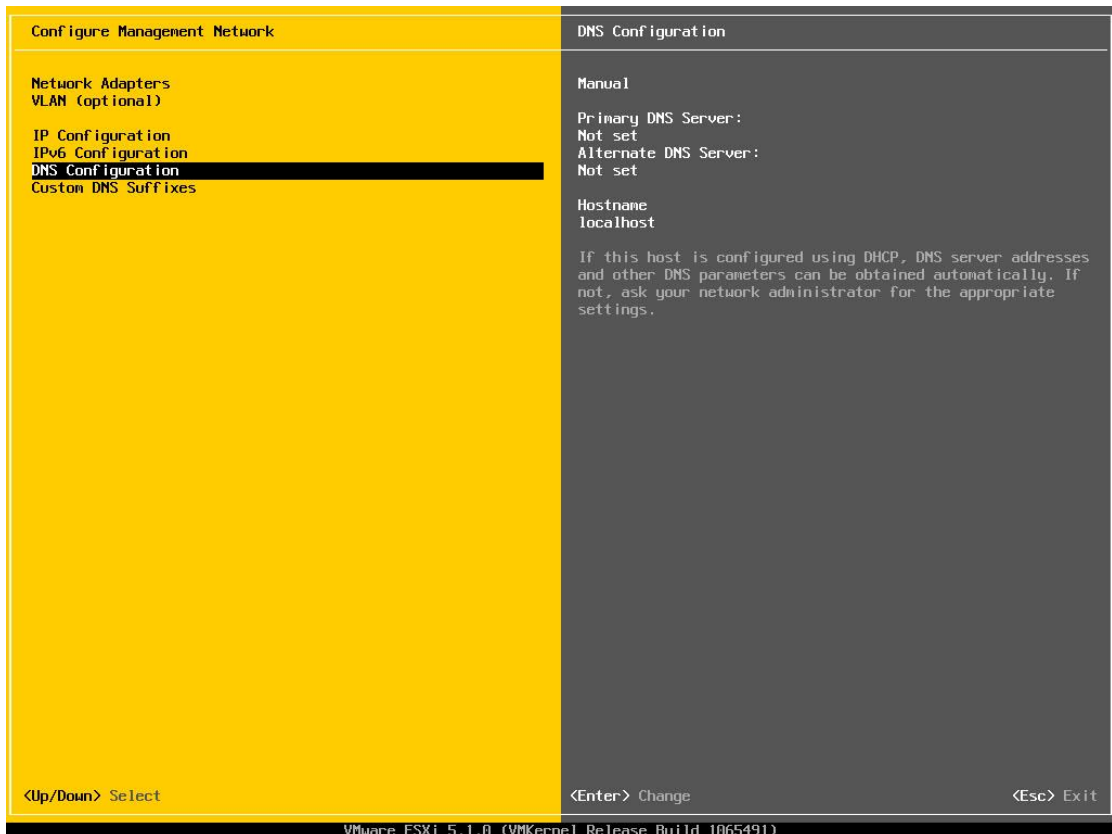 Configure Management Network
Network Adapters
VLAN (optional)
IP Configuration
IPv6 Configuration
DNS Configuration
Custom DNS Suffixes
<Up/Down> Select
DNS Configuration
Manual
Primary DNS Server:
Not set
Alternate DNS Server:
Not set
Hostname
localhost
If this host is configured using DHCP, DNS server addresses
and other DNS parameters can be obtained automatically. If
not, ask your network administrator for the appropriate
settings.
<Enter> Change <Esc> Exit
VMware ESXi 5.1.0 (VMKernel Release Build 1065491)